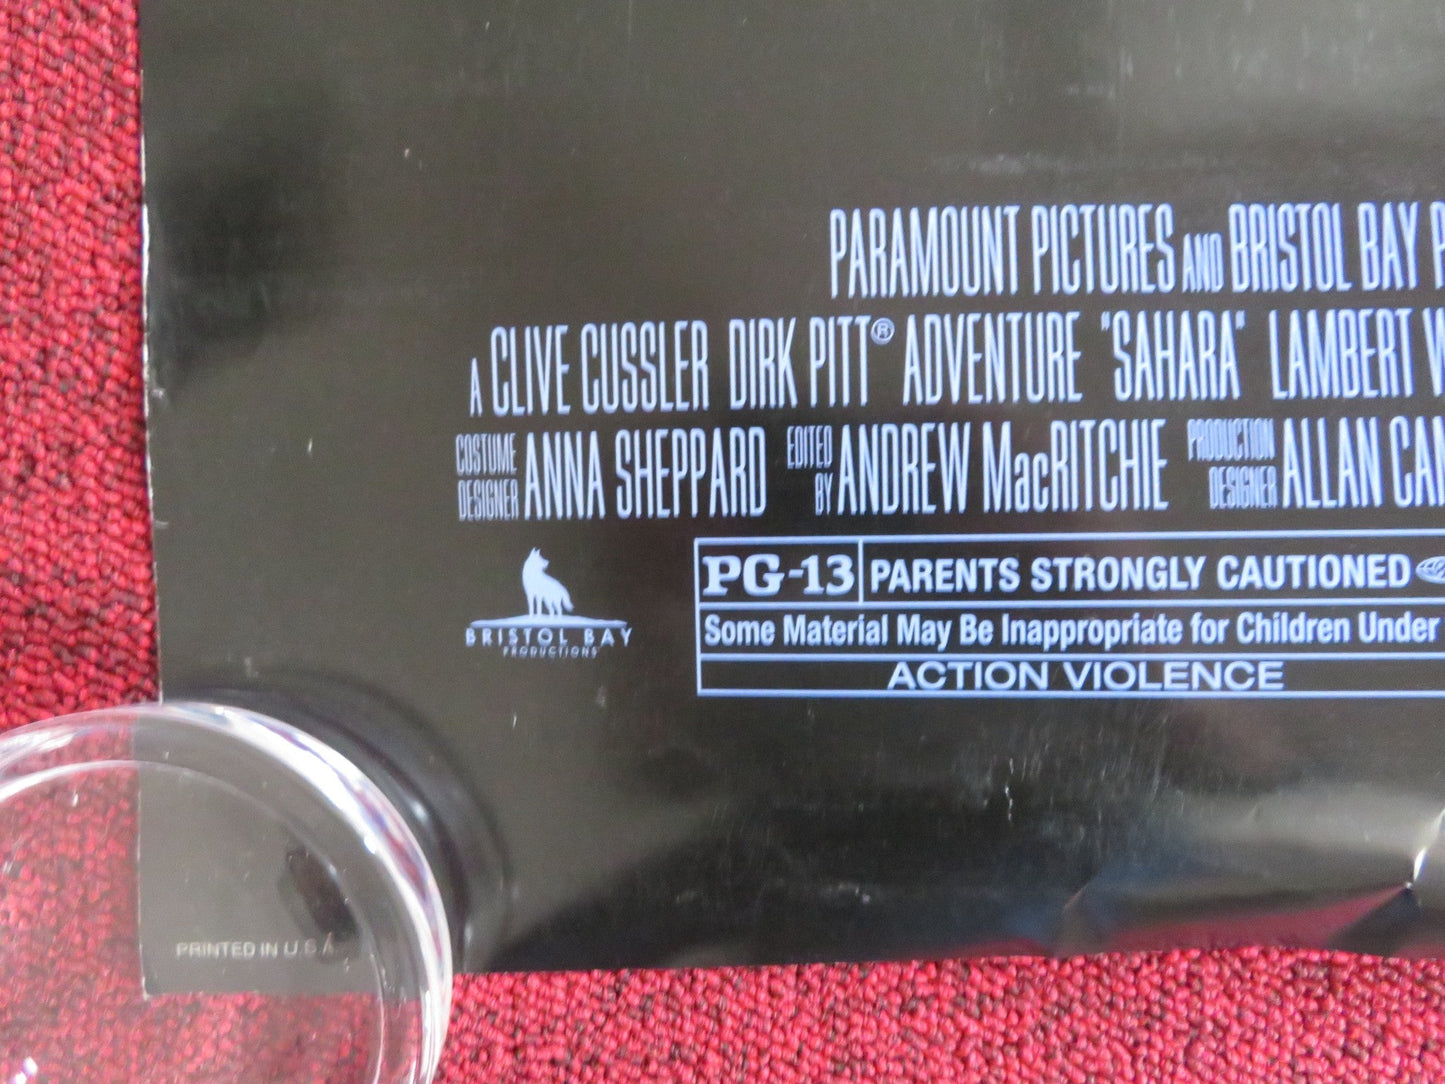 PARAMOUNT PICTURES AND BRISTOL BAY P
A CLIVE CUSSLER DIRK PITT® ADVENTURE "SAHARA" LAMBERT W
COSTUME DESIGNER ANNA SHEPPARD EDITED BY ANDREW MacRITCHIE PRODUCTION DESIGNER ALLAN CAM
PG-13 PARENTS STRONGLY CAUTIONED
Some Material May Be Inappropriate for Children Under
ACTION VIOLENCE
BRISTOL BAY
PRODUCTIONS
PRINTED IN U.S.A.